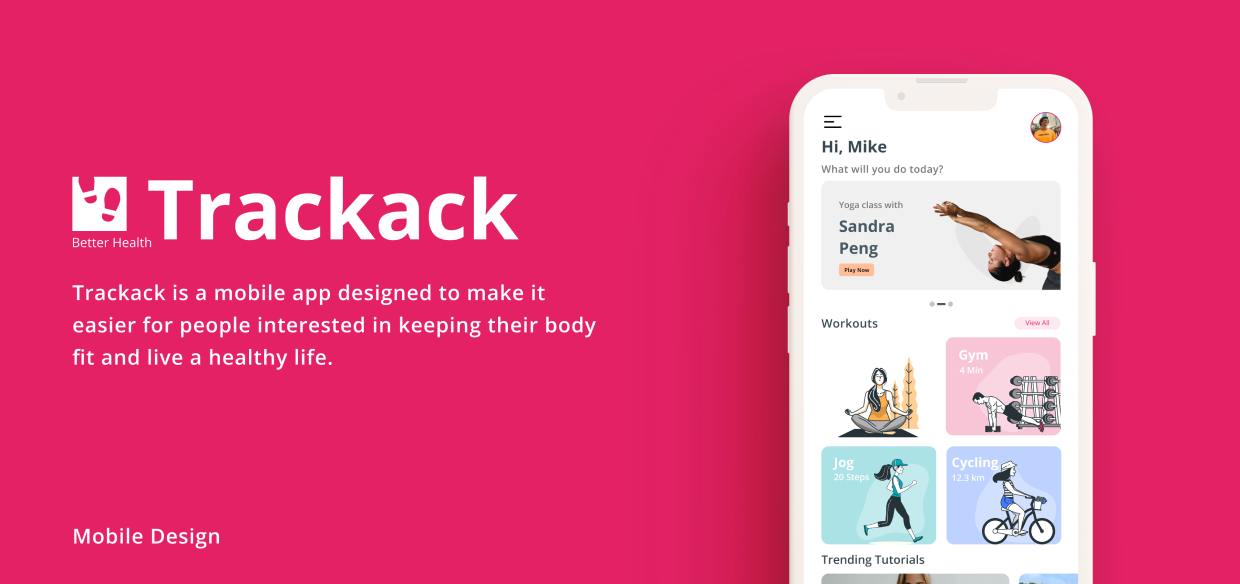 Trackack
Better Health
Trackack is a mobile app designed to make it
easier for people interested in keeping their body
fit and live a healthy life.
Mobile Design
Hi, Mike
What will you do today?
Yoga class with
Sandra
Peng
Play Now
Workouts
View All
Gym
4 Min
Jog
20 Steps
Cycling
12.3 km
Trending Tutorials